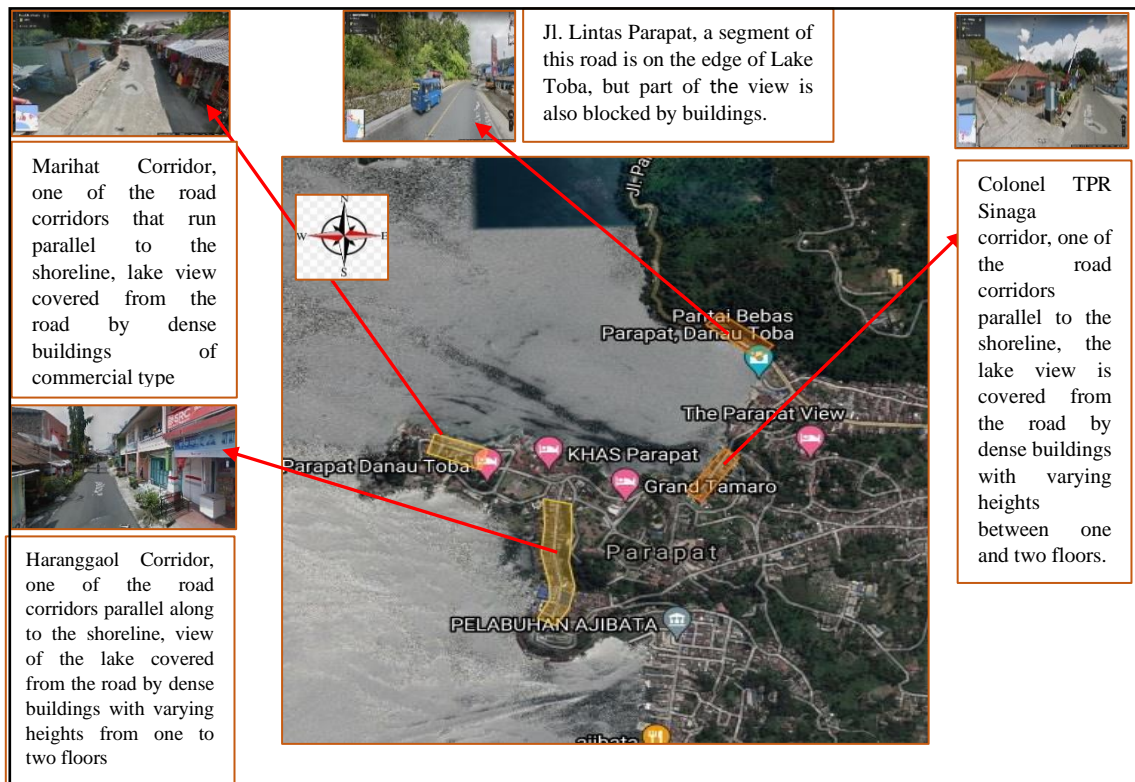 Jl. Lintas Parapat, a segment of
this road is on the edge of Lake
Toba, but part of the view is
also blocked by buildings.
Marihat Corridor,
one of the road
corridors that run
parallel to the
shoreline, lake view
covered from the
road by dense
buildings of
commercial type
Colonel TPR
Sinaga
corridor, one of
the road
corridors
parallel to the
shoreline, the
lake view is
covered from
the road by
dense buildings
with varying
heights
between one
and two floors.
SRC
Haranggaol Corridor,
one of the road
corridors parallel along
to the shoreline, view
of the lake covered
from the road by dense
buildings with varying
heights from one to
two floors
N
W E
S
Jl. Pa
Pantai Bebas
Parapat, Danau Toba
The Parapat View
KHAS Parapat
Parapat Danau Toba
Grand Tamaro
Parapat
PELABUHAN AJIBATA
ajibata